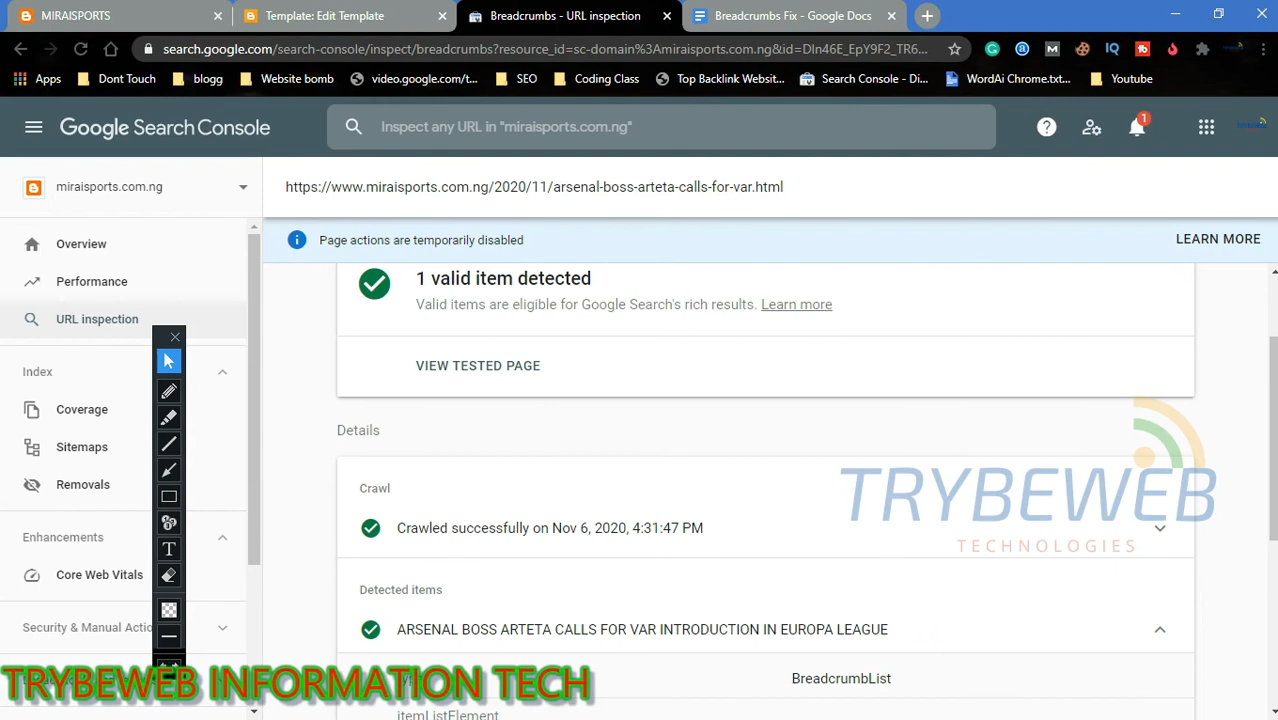 MIRAISPORTS
Template: Edit Template
Breadcrumbs - URL inspection
Breadcrumbs Fix - Google Docs
search.google.com/search-console/inspect/breadcrumbs?resource_id=sc-domain%3Amiraisports.com.ng&id=DIn46E_EpY9F2_TR6...
Apps
Dont Touch
blogg
Website bomb
video.google.com/t...
SEO
Coding Class
Top Backlink Websit...
Search Console - Di...
WordAi Chrome.txt...
Youtube
Google Search Console
Inspect any URL in "miraisports.com.ng"
1
miraisports.com.ng
https://www.miraisports.com.ng/2020/11/arsenal-boss-arteta-calls-for-var.html
Page actions are temporarily disabled
LEARN MORE
Overview
Performance
URL inspection
Index
Coverage
Sitemaps
Removals
Enhancements
Core Web Vitals
Security & Manual Actio
1 valid item detected
Valid items are eligible for Google Search's rich results. Learn more
VIEW TESTED PAGE
Details
Crawl
Crawled successfully on Nov 6, 2020, 4:31:47 PM
Detected items
ARSENAL BOSS ARTETA CALLS FOR VAR INTRODUCTION IN EUROPA LEAGUE
BreadcrumbList
itemListElement
TRYBEWEB
TECHNOLOGIES
TRYBEWEB INFORMATION TECH